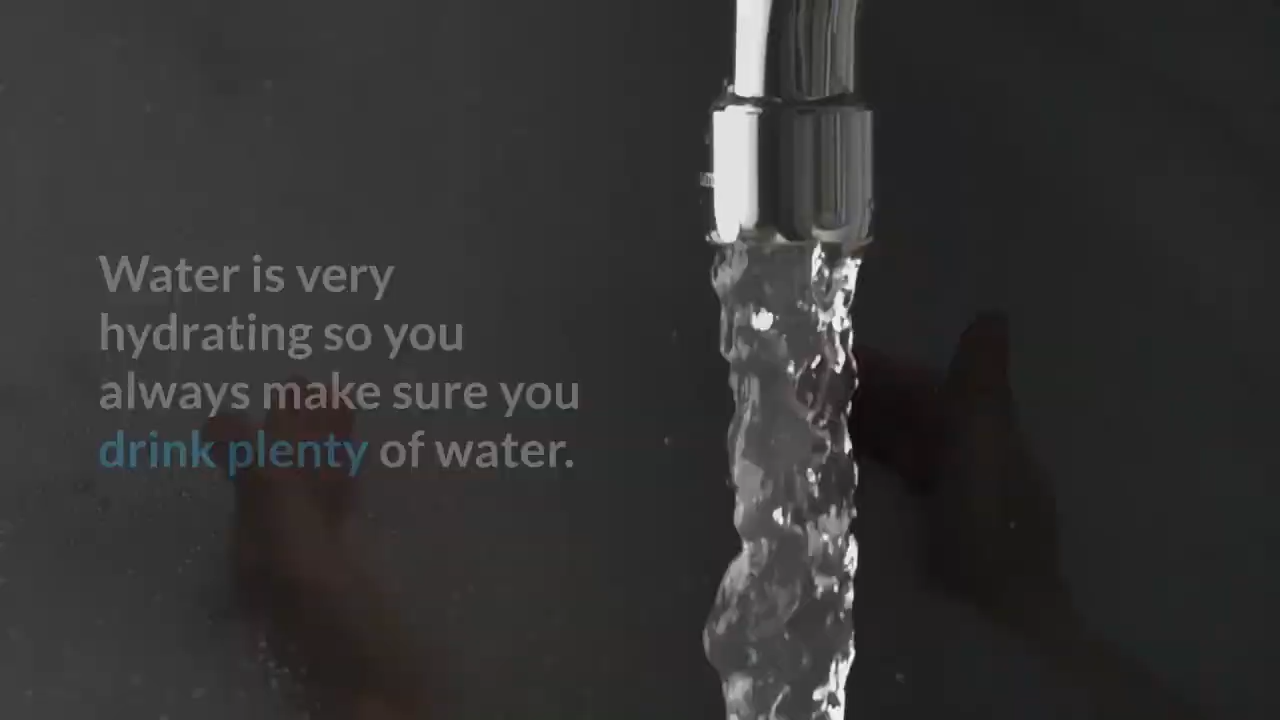 Water is very
hydrating so you
always make sure you
drink plenty of water.